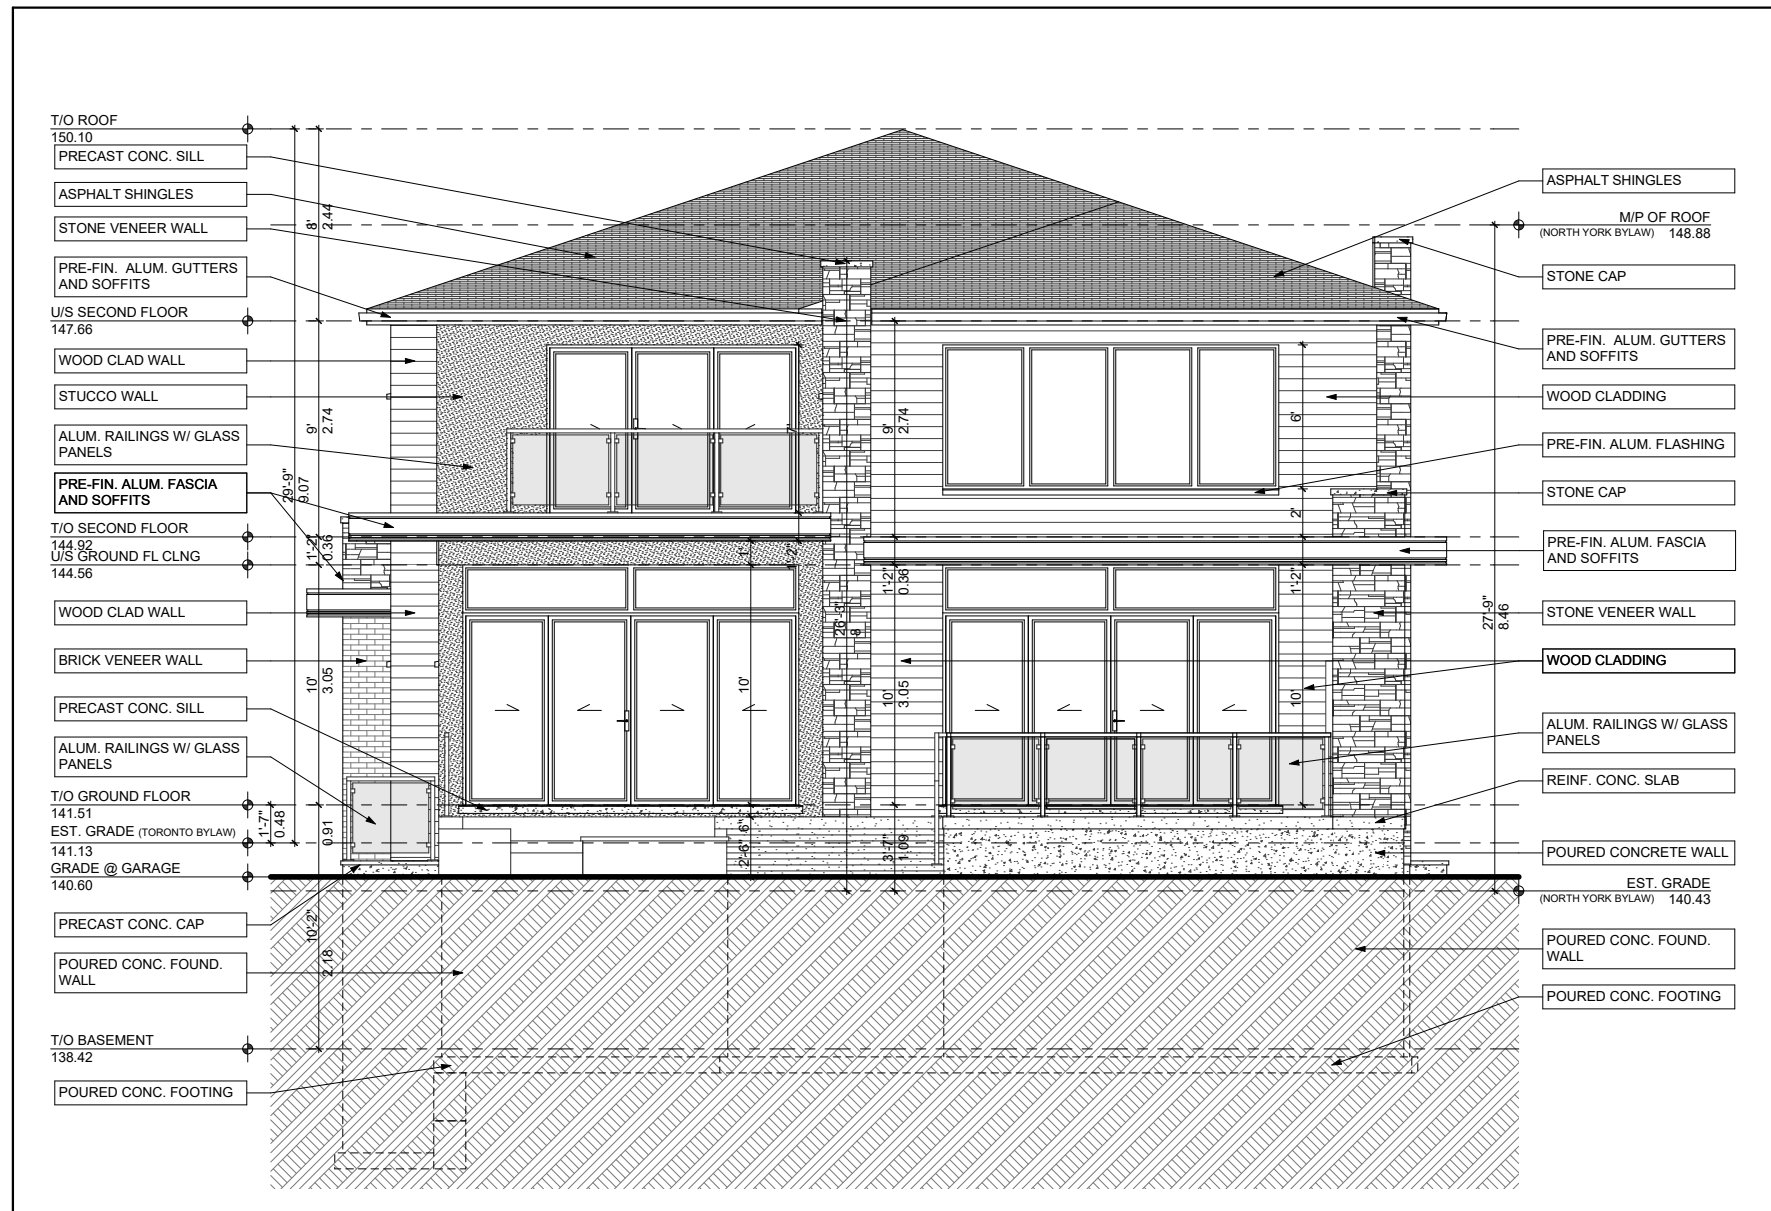 T/O ROOF
150.10
PRECAST CONC. SILL
ASPHALT SHINGLES
STONE VENEER WALL
PRE-FIN. ALUM. GUTTERS
AND SOFFITS
U/S SECOND FLOOR
147.66
WOOD CLAD WALL
STUCCO WALL
ALUM. RAILINGS W/ GLASS
PANELS
PRE-FIN. ALUM. FASCIA
AND SOFFITS
T/O SECOND FLOOR
144.92
U/S GROUND FL CLNG
144.56
WOOD CLAD WALL
BRICK VENEER WALL
PRECAST CONC. SILL
ALUM. RAILINGS W/ GLASS
PANELS
T/O GROUND FLOOR
141.51
EST. GRADE (TORONTO BYLAW)
141.13
GRADE @ GARAGE
140.60
PRECAST CONC. CAP
POURED CONC. FOUND.
WALL
T/O BASEMENT
138.42
POURED CONC. FOOTING
8'
2.44
9'
2.74
29'-9"
9.07
1'-2"
0.36
10'
3.05
1'-7"
0.48
0.91
10'-2"
2.18
7'
1'
1'-2"
10'
6"
2'-6"
26'-3"
8
9'
2.74
1'-2"
0.36
10'
3.05
3'-7"
1.09
6'
2'
1'-2"
10'
27'-9"
8.46
ASPHALT SHINGLES
M/P OF ROOF
(NORTH YORK BYLAW) 148.88
STONE CAP
PRE-FIN. ALUM. GUTTERS
AND SOFFITS
WOOD CLADDING
PRE-FIN. ALUM. FLASHING
STONE CAP
PRE-FIN. ALUM. FASCIA
AND SOFFITS
STONE VENEER WALL
WOOD CLADDING
ALUM. RAILINGS W/ GLASS
PANELS
REINF. CONC. SLAB
POURED CONCRETE WALL
EST. GRADE
(NORTH YORK BYLAW) 140.43
POURED CONC. FOUND.
WALL
POURED CONC. FOOTING